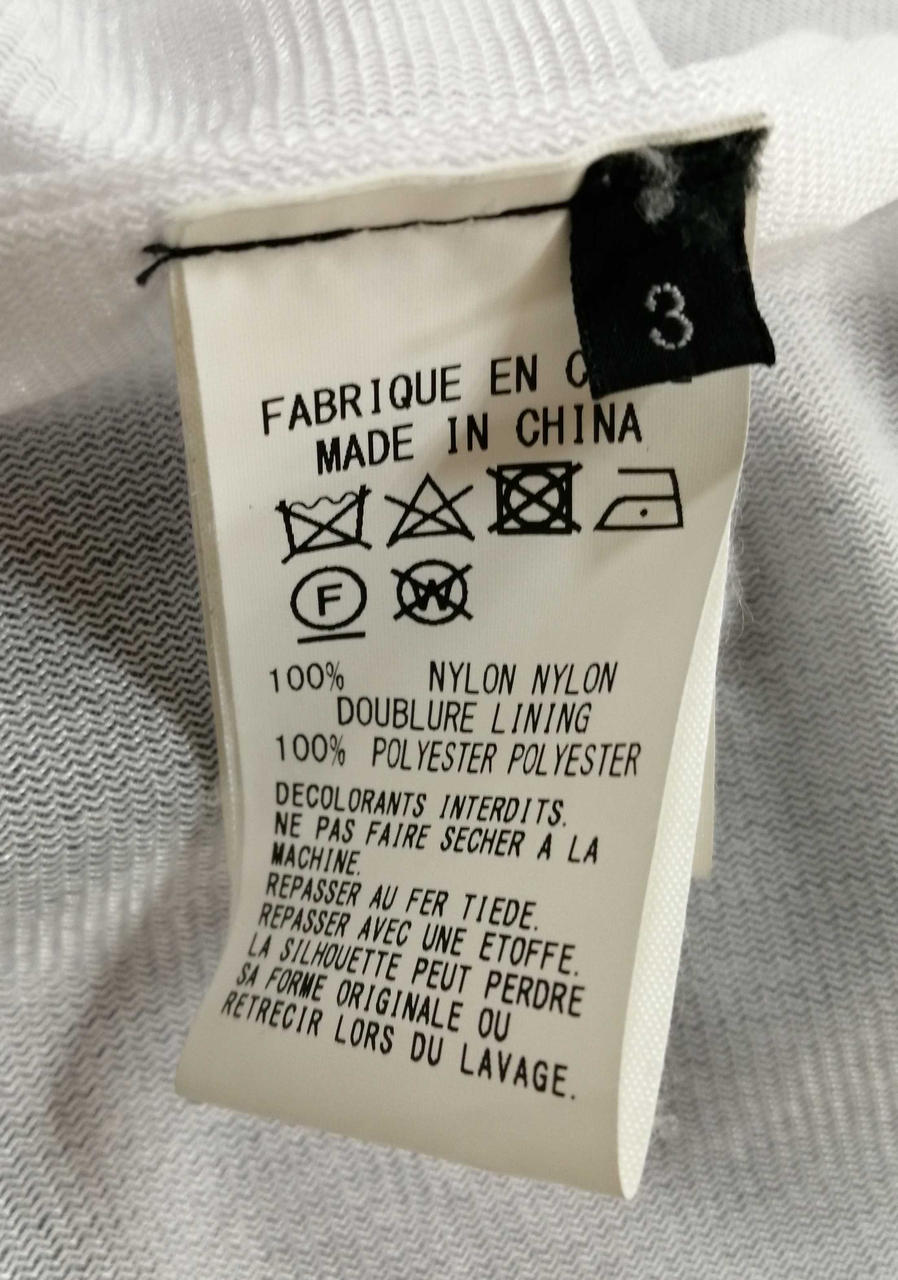 3
FABRIQUE EN
MADE IN CHINA
F
W
100% NYLON NYLON
DOUBLURE LINING
100% POLYESTER POLYESTER
DECOLORANTS INTERDITS.
NE PAS FAIRE SECHER A LA
MACHINE.
REPASSER AU FER TIEDE.
REPASSER AVEC UNE ETOFFE.
LA SILHOUETTE PEUT PERDRE
SA FORME ORIGINALE OU
RETRECIR LORS DU LAVAGE.